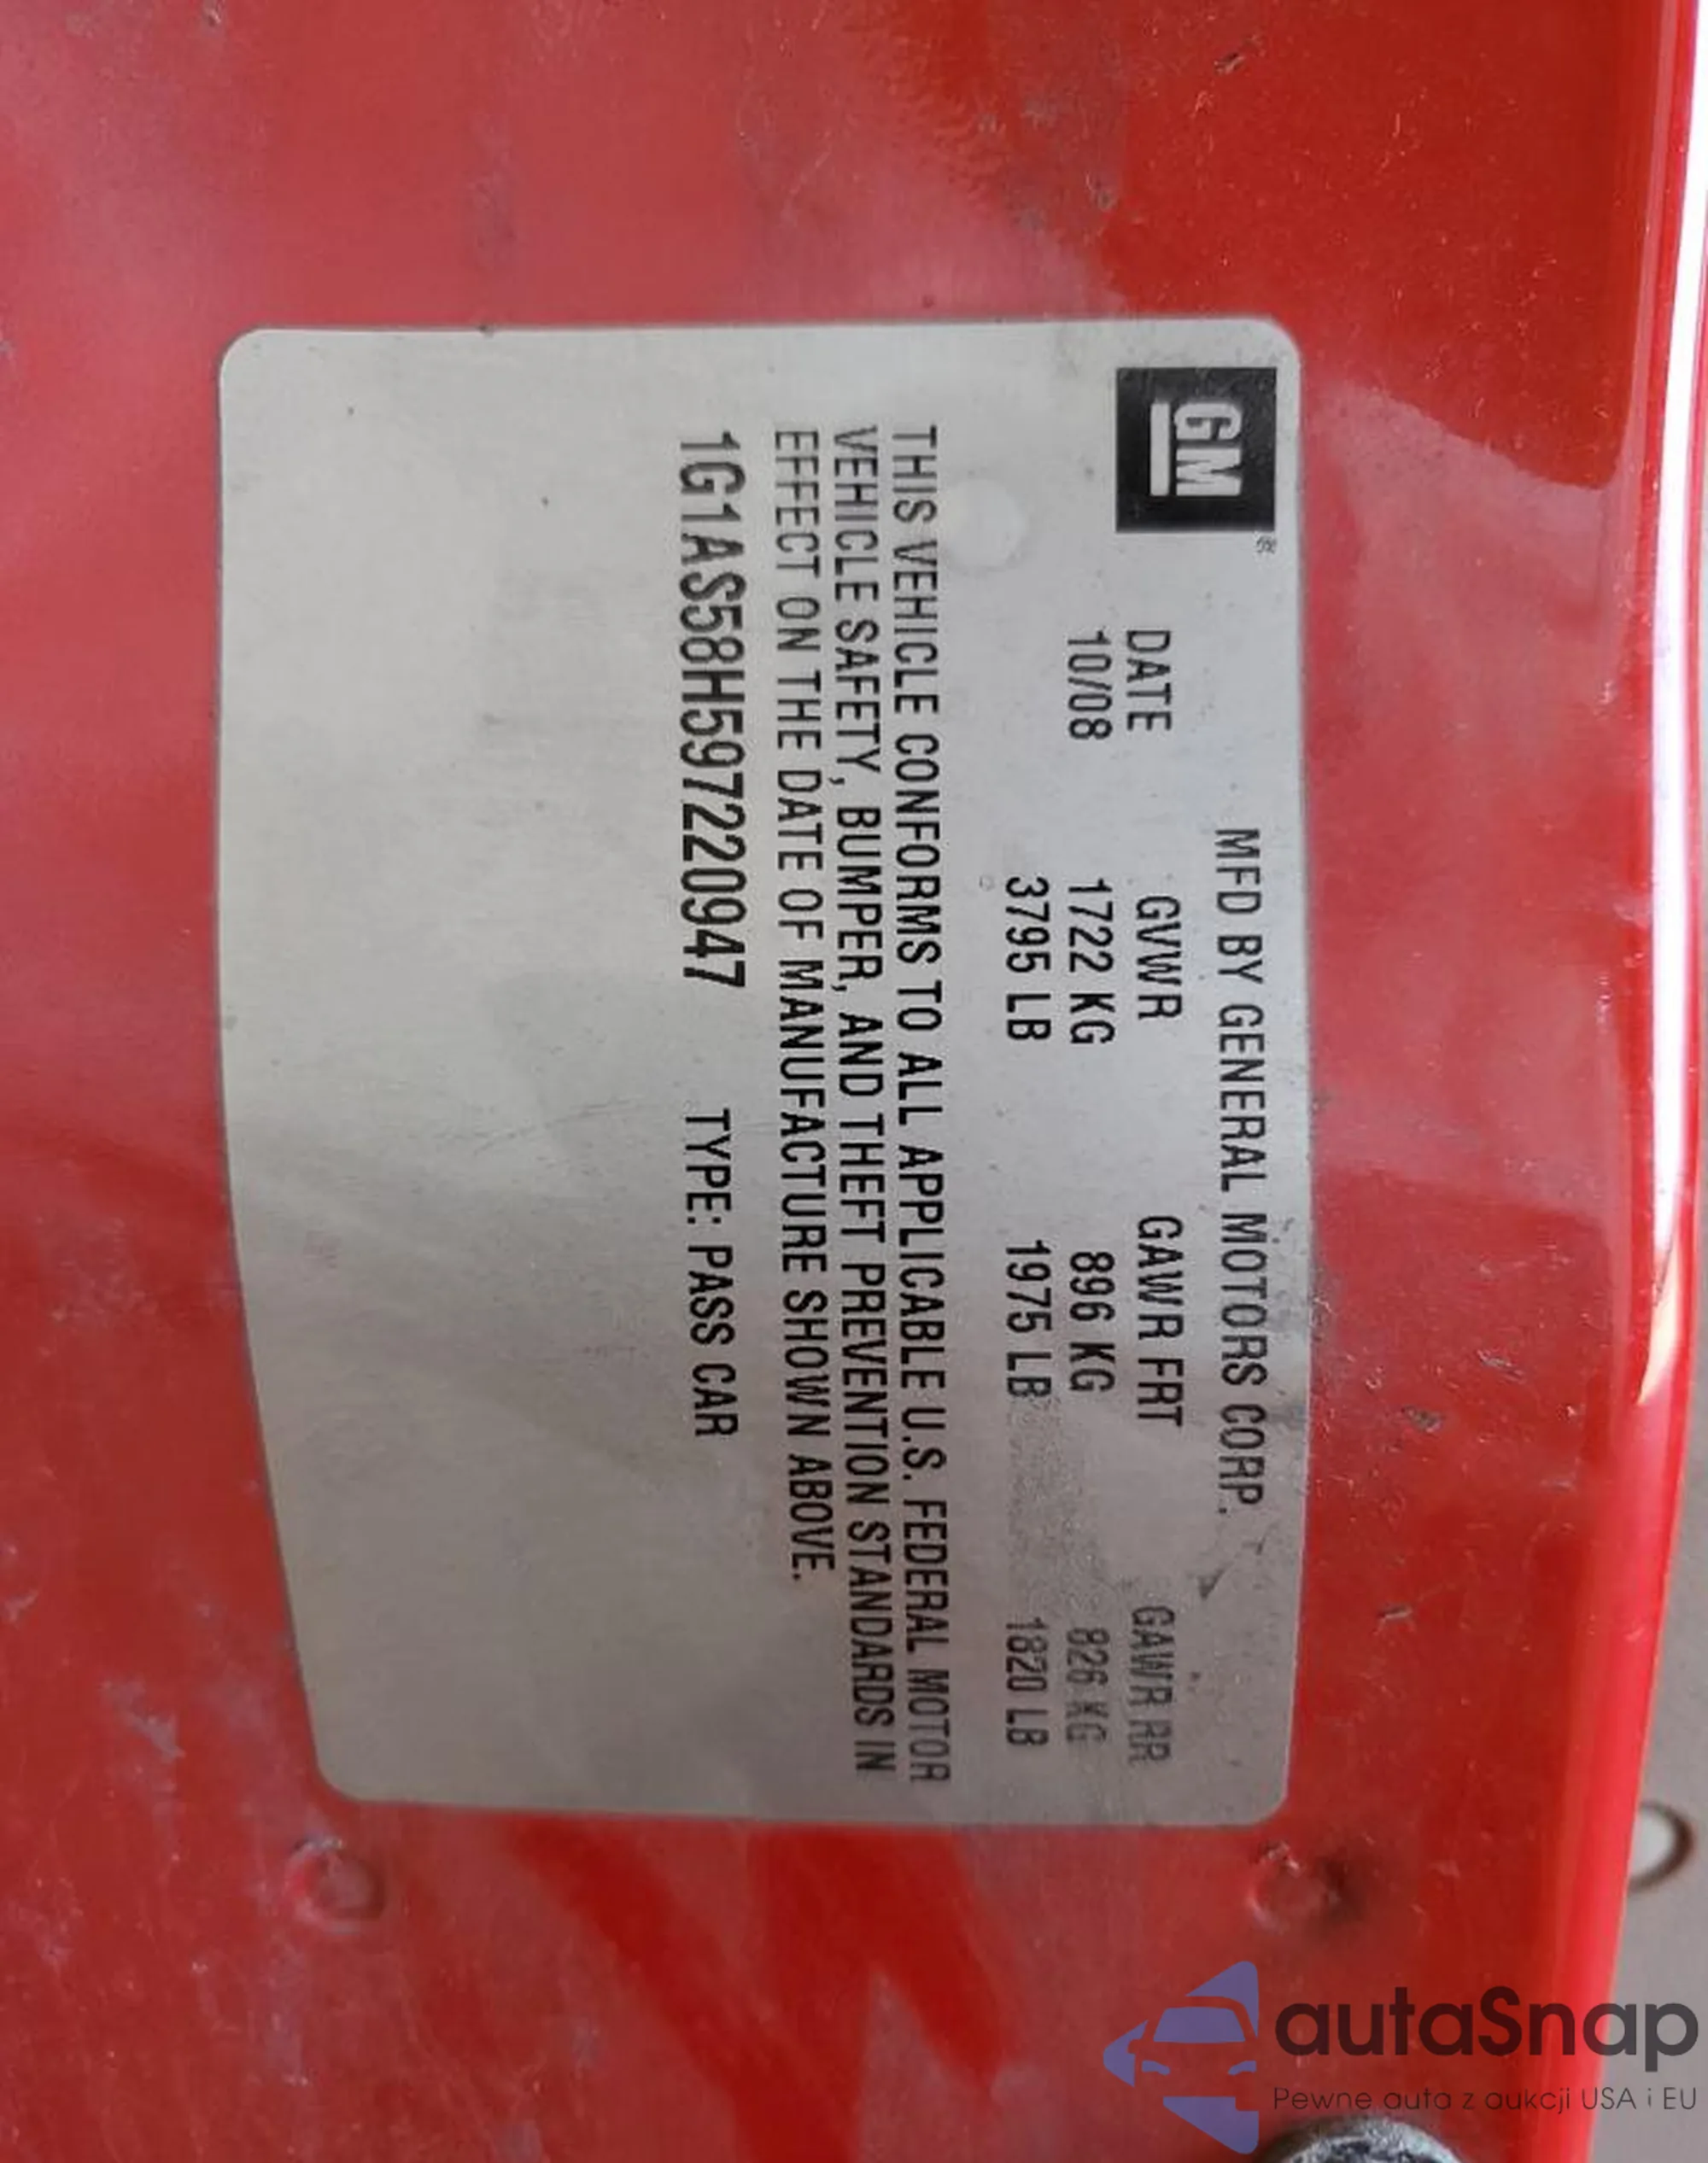 GM
MFD BY GENERAL MOTORS CORP.
DATE GVWR GAWR FRT GAWR RR
10/08 1722 KG 896 KG 826 KG
3795 LB 1975 LB 1820 LB
THIS VEHICLE CONFORMS TO ALL APPLICABLE U.S. FEDERAL MOTOR
VEHICLE SAFETY, BUMPER, AND THEFT PREVENTION STANDARDS IN
EFFECT ON THE DATE OF MANUFACTURE SHOWN ABOVE.
1G1AS58H597220947 TYPE: PASS CAR
autaSnap
Pewne auta z aukcji USA i EU